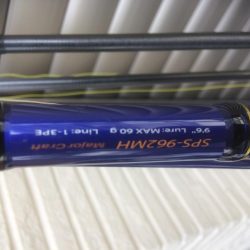 SPS-962MH Major Craft
9'6" Lure:MAX 60 g Line: 1-3PE